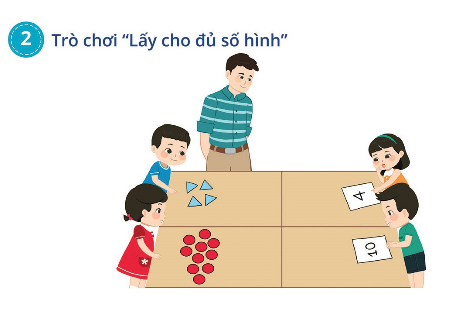 2 Trò chơi “Lấy cho đủ số hình”
4
10